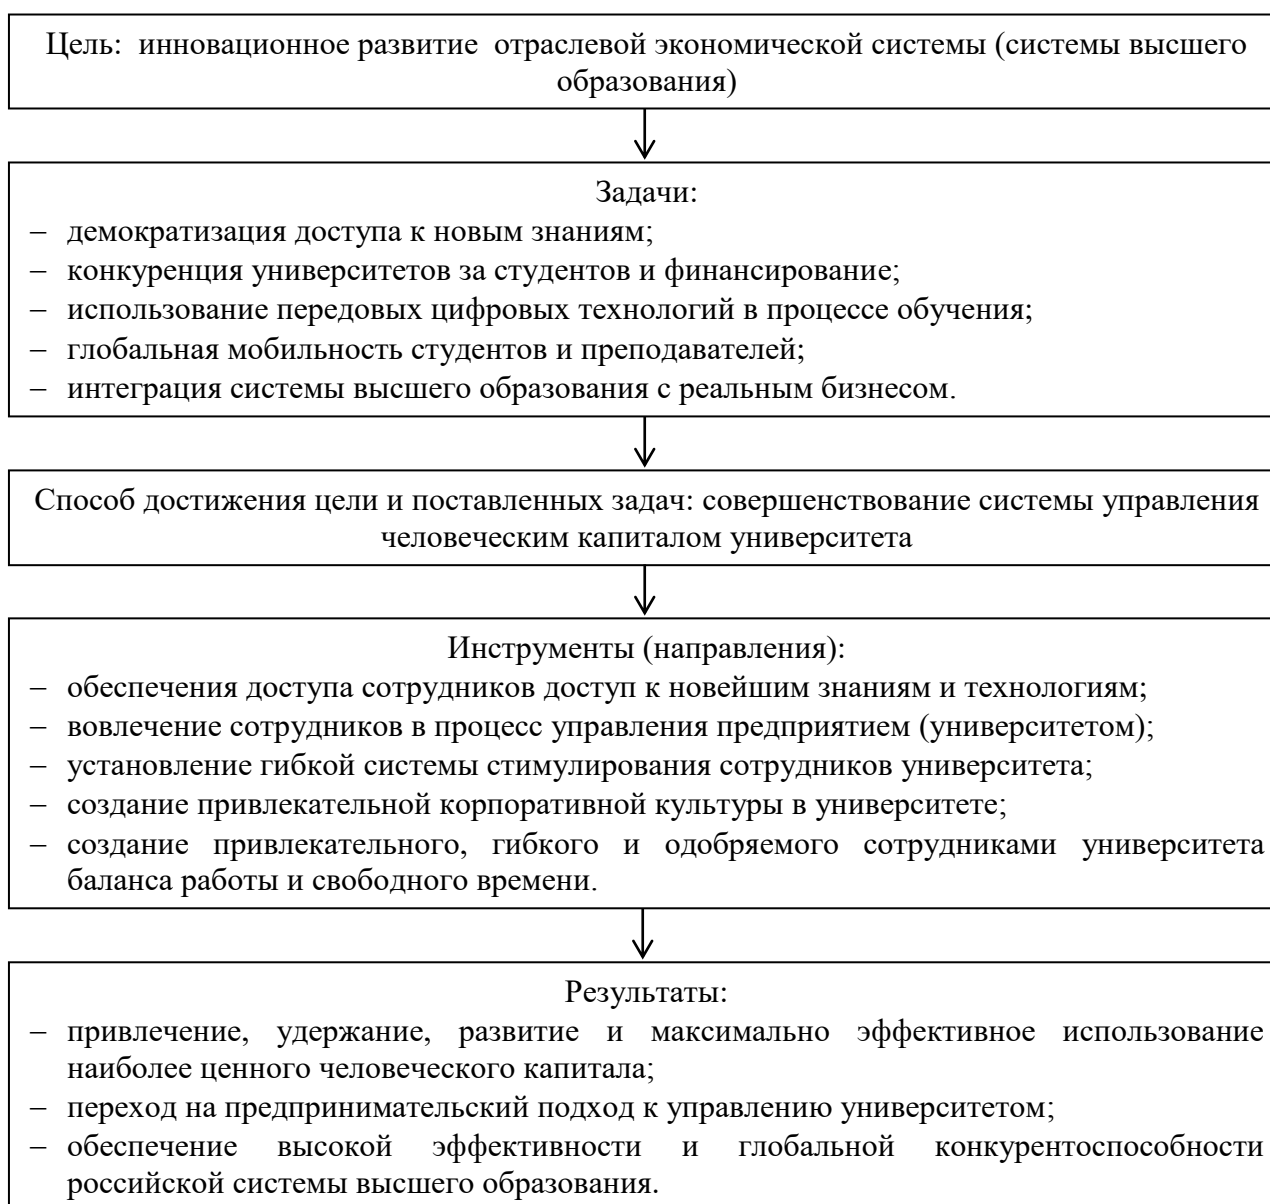 Цель:  инновационное развитие  отраслевой экономической системы (системы высшего
образования)
Задачи:
– демократизация доступа к новым знаниям;
– конкуренция университетов за студентов и финансирование;
– использование передовых цифровых технологий в процессе обучения;
– глобальная мобильность студентов и преподавателей;
– интеграция системы высшего образования с реальным бизнесом.
Способ достижения цели и поставленных задач: совершенствование системы управления
человеческим капиталом университета
Инструменты (направления):
– обеспечения доступа сотрудников доступ к новейшим знаниям и технологиям;
– вовлечение сотрудников в процесс управления предприятием (университетом);
– установление гибкой системы стимулирования сотрудников университета;
– создание привлекательной корпоративной культуры в университете;
– создание привлекательного, гибкого и одобряемого сотрудниками университета
баланса работы и свободного времени.
Результаты:
– привлечение, удержание, развитие и максимально эффективное использование
наиболее ценного человеческого капитала;
– переход на предпринимательский подход к управлению университетом;
– обеспечение высокой эффективности и глобальной конкурентоспособности
российской системы высшего образования.